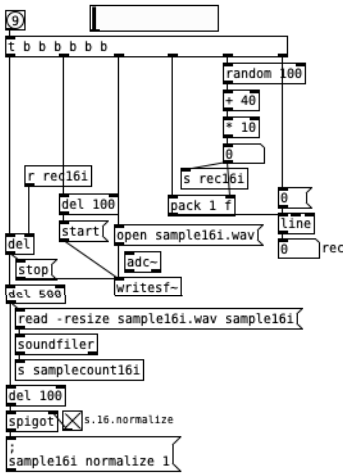 9
t b b b b b b
random 100
+ 40
* 10
0
r rec16i
s rec16i
del 100
pack 1 f
0
start
open sample16i.wav
line
del
adc~
0
rec
stop
writesf~
del 500
read -resize sample16i.wav sample16i
soundfiler
s samplecount16i
del 100
spigot
s.16.normalize
;
sample16i normalize 1